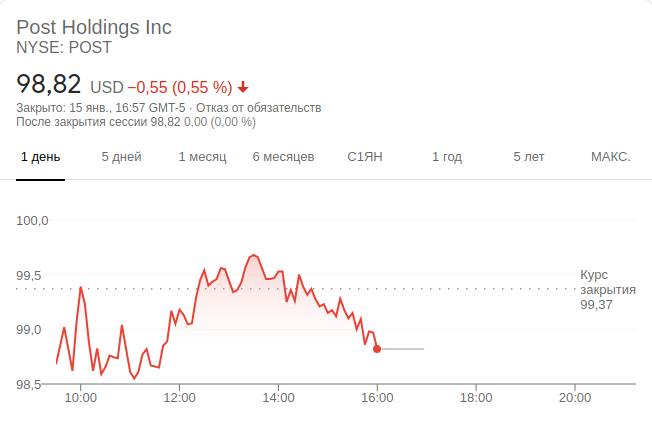 Post Holdings Inc
NYSE: POST
98,82 USD −0,55 (0,55 %)
Закрыто: 15 янв., 16:57 GMT-5 · Отказ от обязательств
После закрытия сессии 98,82 0,00 (0,00 %)
1 день 5 дней 1 месяц 6 месяцев С1ЯН 1 год 5 лет МАКС.
100,0
99,5
Курс
закрытия
99,37
99,0
98,5
10:00 12:00 14:00 16:00 18:00 20:00